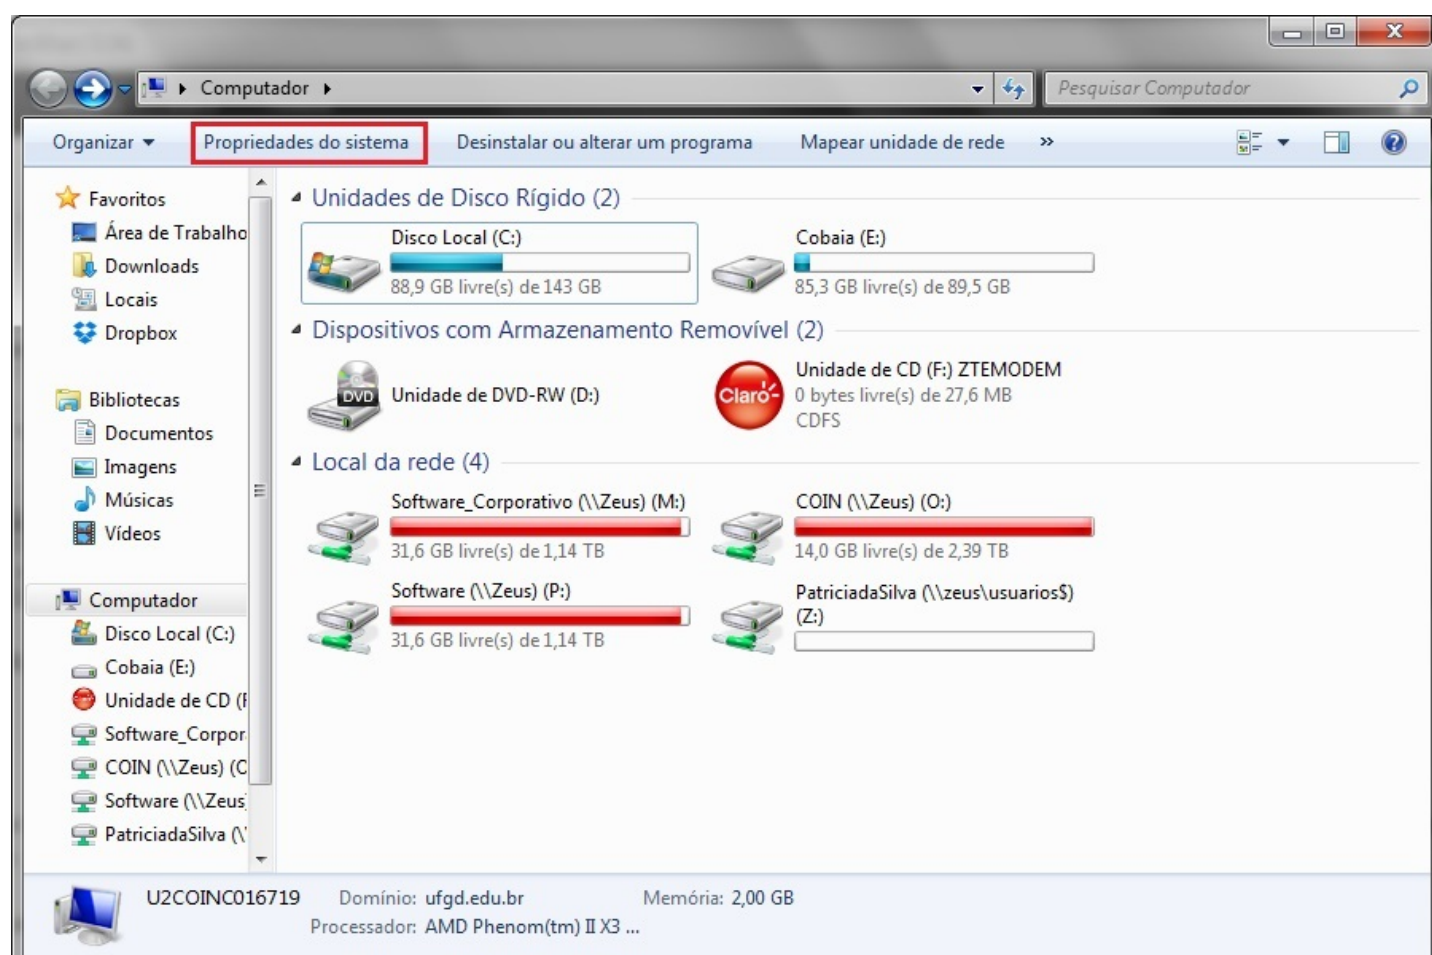 Computador
Pesquisar Computador
Organizar
Propriedades do sistema
Desinstalar ou alterar um programa
Mapear unidade de rede
»
Favoritos
Área de Trabalho
Downloads
Locais
Dropbox
Bibliotecas
Documentos
Imagens
Músicas
Vídeos
Computador
Disco Local (C:)
Cobaia (E:)
Unidade de CD (F
Software_Corpor
COIN (\\Zeus) (O
Software (\\Zeus)
PatriciadaSilva (\\
Unidades de Disco Rígido (2)
Disco Local (C:)
88,9 GB livre(s) de 143 GB
Cobaia (E:)
85,3 GB livre(s) de 89,5 GB
Dispositivos com Armazenamento Removível (2)
DVD
Unidade de DVD-RW (D:)
Claro
Unidade de CD (F:) ZTEMODEM
0 bytes livre(s) de 27,6 MB
CDFS
Local da rede (4)
Software_Corporativo (\\Zeus) (M:)
31,6 GB livre(s) de 1,14 TB
COIN (\\Zeus) (O:)
14,0 GB livre(s) de 2,39 TB
Software (\\Zeus) (P:)
31,6 GB livre(s) de 1,14 TB
PatriciadaSilva (\\zeus\usuarios$)
(Z:)
U2COINC016719 Domínio: ufgd.edu.br Memória: 2,00 GB
Processador: AMD Phenom(tm) II X3 ...